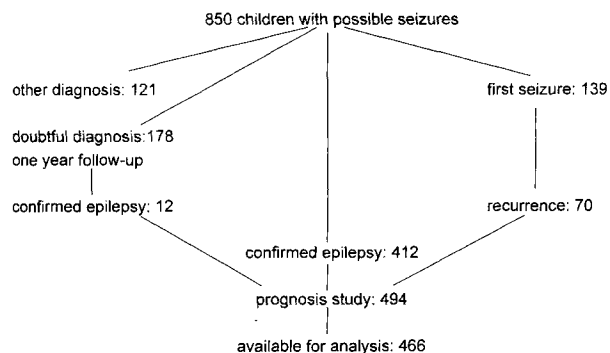 850 children with possible seizures
other diagnosis: 121
first seizure: 139
doubtful diagnosis:178
one year follow-up
confirmed epilepsy: 12
recurrence: 70
confirmed epilepsy: 412
prognosis study: 494
available for analysis: 466